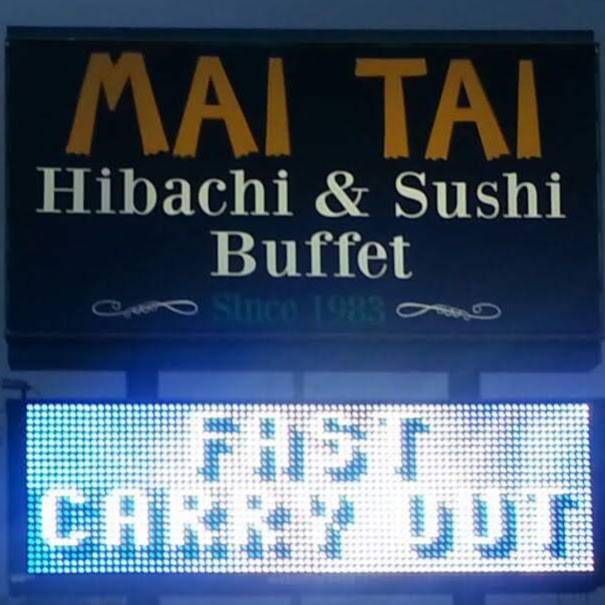 MAI TAI
Hibachi & Sushi
Buffet
Since 1983
FAST
CARRY OUT